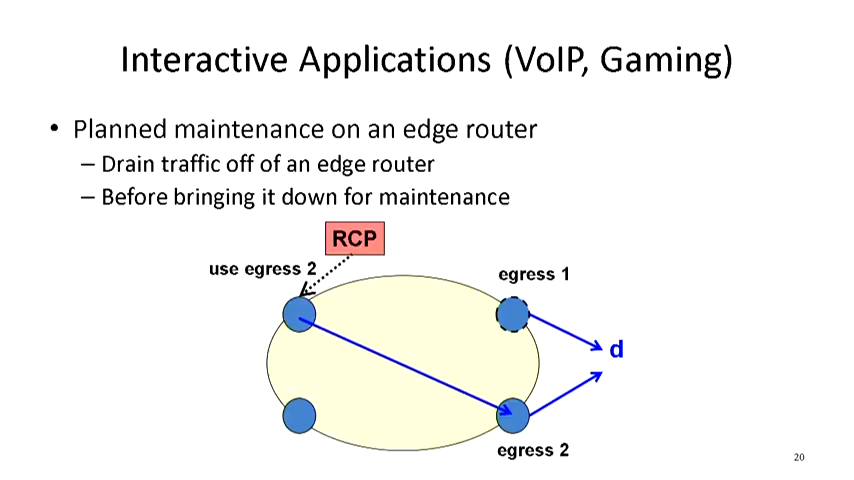 Interactive Applications (VoIP, Gaming)
• Planned maintenance on an edge router
– Drain traffic off of an edge router
– Before bringing it down for maintenance
RCP
use egress 2
egress 1
d
egress 2
20